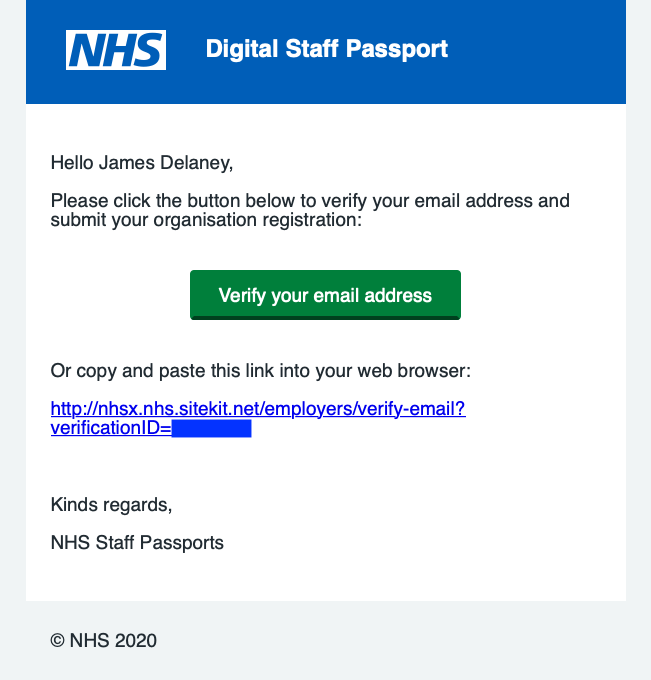 NHS Digital Staff Passport
Hello James Delaney,
Please click the button below to verify your email address and
submit your organisation registration:
Verify your email address
Or copy and paste this link into your web browser:
http://nhsx.nhs.sitekit.net/employers/verify-email?
verificationID=
Kinds regards,
NHS Staff Passports
© NHS 2020